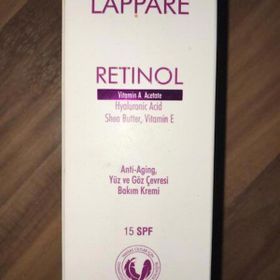 LAPPARE
RETINOL
Vitamin A Acetate
Hyaluronic Acid
Shea Butter, Vitamin E
Anti-Aging,
Yüz ve Göz Çevresi
Bakım Kremi
15 SPF